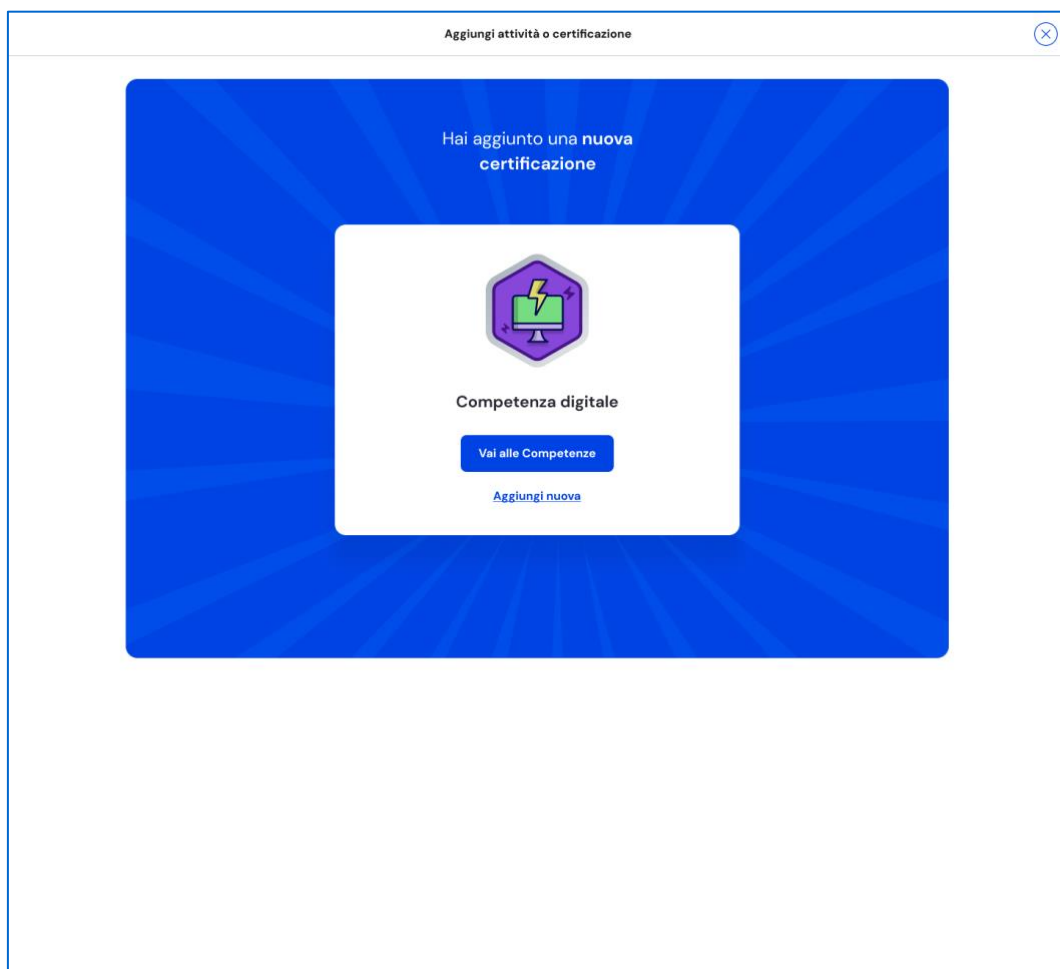 Aggiungi attività o certificazione
Hai aggiunto una nuova
certificazione
Competenza digitale
Vai alle Competenze
Aggiungi nuova